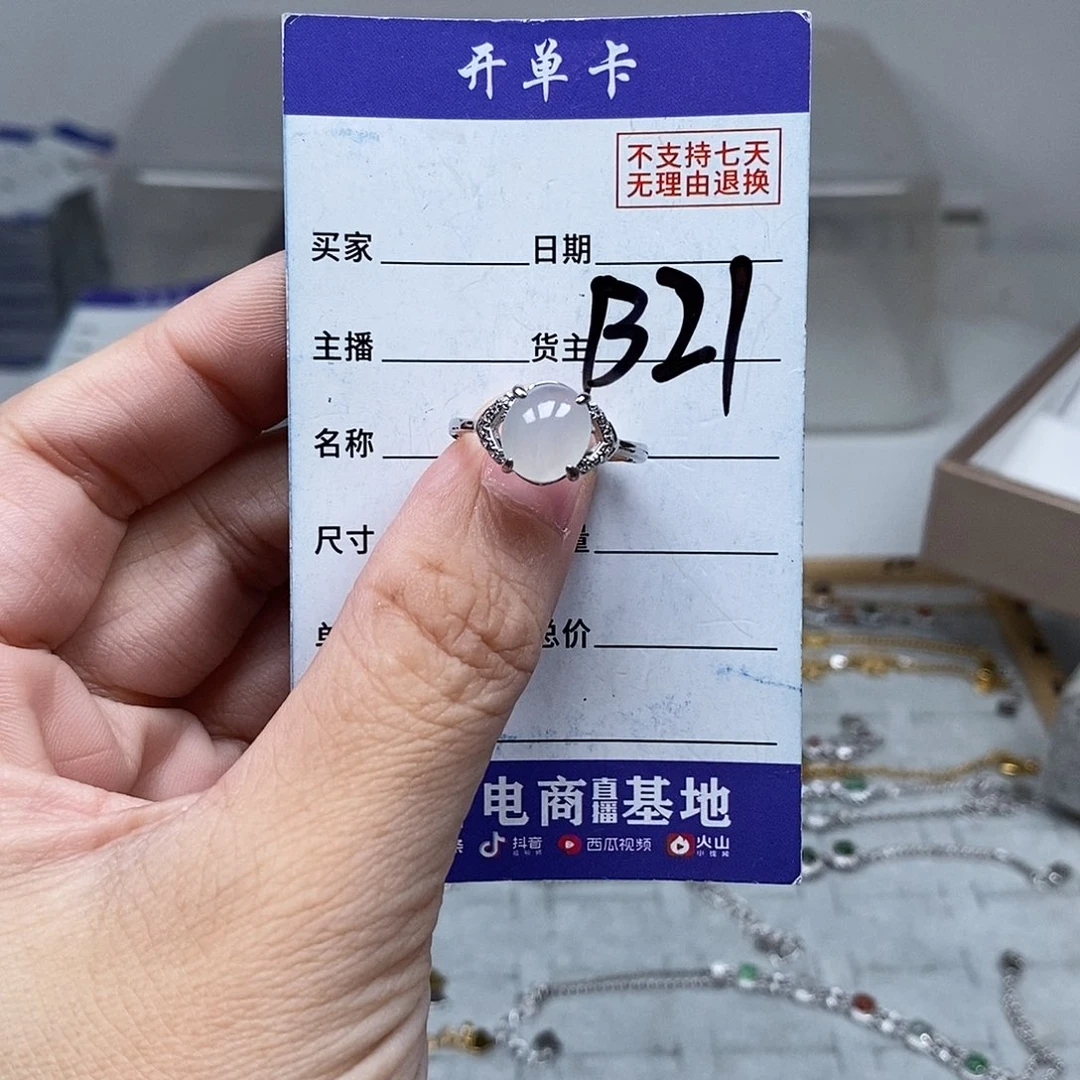 开单卡
不支持七天
无理由退换
买家 日期
主播 货主 B21
名称
尺寸
总价
电商直播基地
抖音 西瓜视频 火山